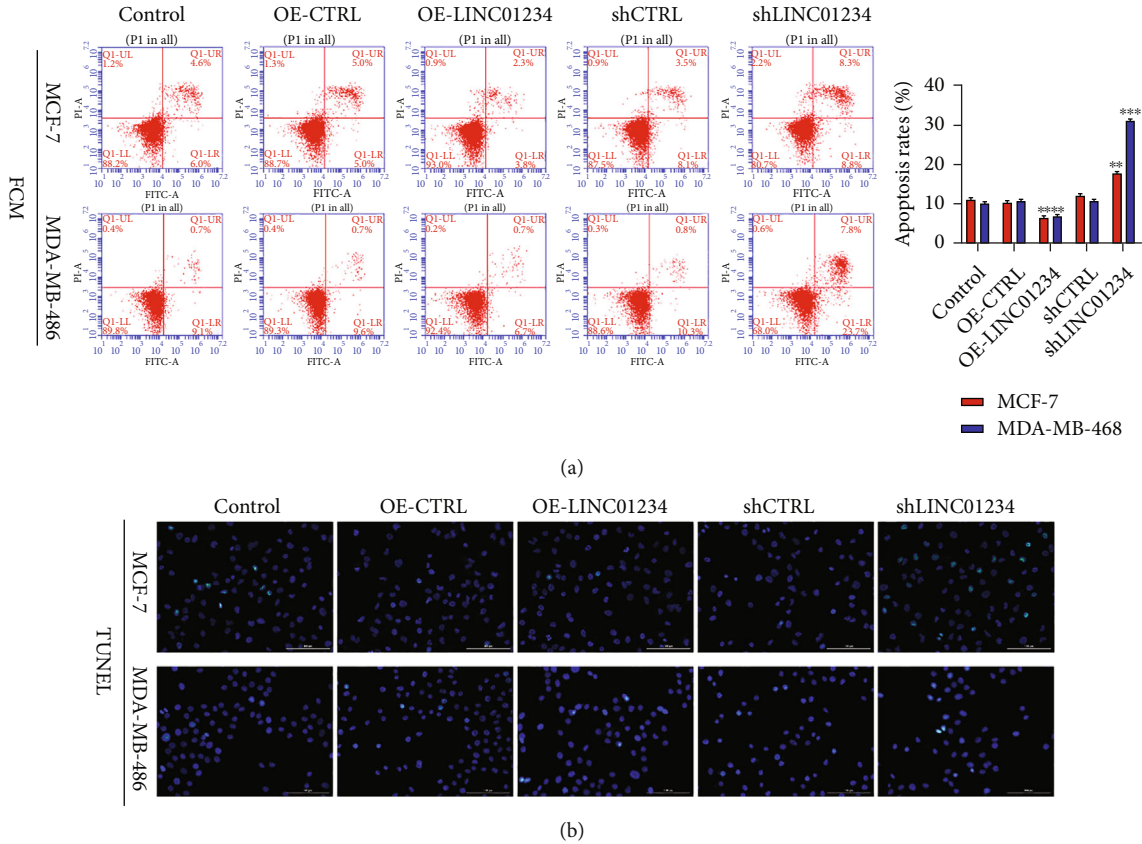 Control OE-CTRL OE-LINC01234 shCTRL shLINC01234
FCM
MCF-7
(P1 in all) (P1 in all) (P1 in all) (P1 in all) (P1 in all)
Q1-UL 1.2% Q1-UR 4.6% Q1-LL 88.2% Q1-LR 6.0%
Q1-UL 1.3% Q1-UR 5.0% Q1-LL 88.7% Q1-LR 5.0%
Q1-UL 0.9% Q1-UR 2.3% Q1-LL 93.0% Q1-LR 3.8%
Q1-UL 0.9% Q1-UR 3.5% Q1-LL 87.5% Q1-LR 8.1%
Q1-UL 2.2% Q1-UR 8.3% Q1-LL 80.7% Q1-LR 8.8%
PI-A PI-A PI-A PI-A PI-A
FITC-A FITC-A FITC-A FITC-A FITC-A
MDA-MB-486
(P1 in all) (P1 in all) (P1 in all) (P1 in all) (P1 in all)
Q1-UL 0.4% Q1-UR 0.7% Q1-LL 89.8% Q1-LR 9.1%
Q1-UL 0.4% Q1-UR 0.7% Q1-LL 89.3% Q1-LR 9.6%
Q1-UL 0.2% Q1-UR 0.7% Q1-LL 92.4% Q1-LR 6.7%
Q1-UL 0.3% Q1-UR 0.8% Q1-LL 88.6% Q1-LR 10.3%
Q1-UL 0.6% Q1-UR 7.8% Q1-LL 68.0% Q1-LR 23.7%
PI-A PI-A PI-A PI-A PI-A
FITC-A FITC-A FITC-A FITC-A FITC-A
Apoptosis rates (%)
40
30
20
10
0
**** ** ***
Control OE-CTRL OE-LINC01234 shCTRL shLINC01234
MCF-7
MDA-MB-468
(a)
Control OE-CTRL OE-LINC01234 shCTRL shLINC01234
TUNEL
MCF-7
MDA-MB-486
(b)